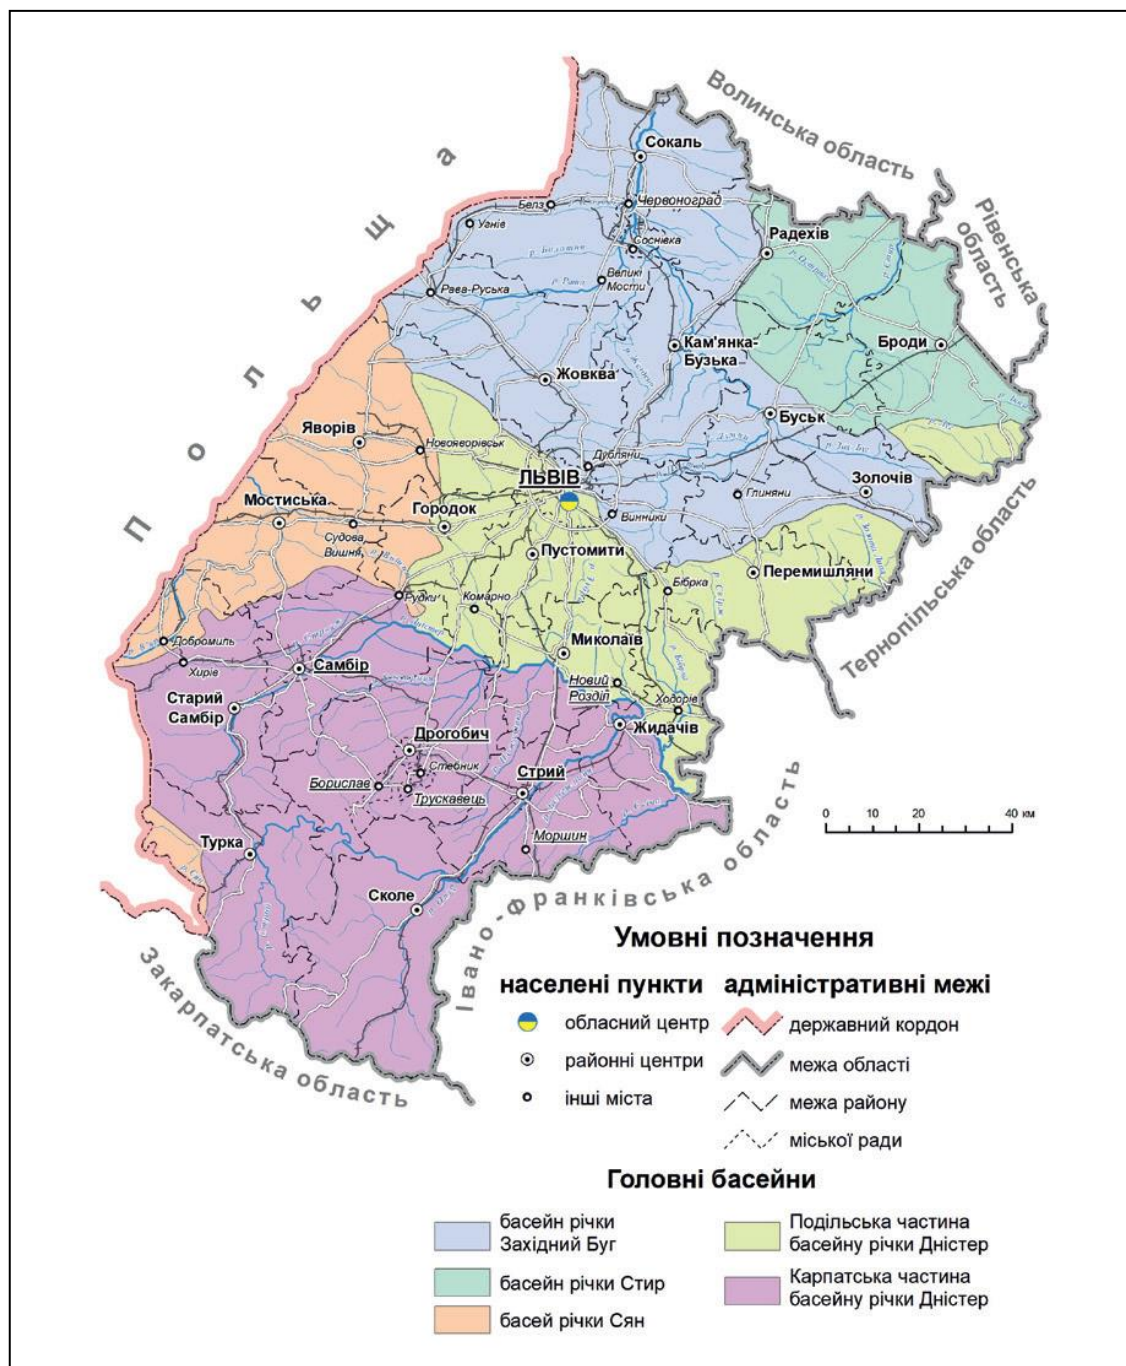 Польща
Волинська область
Рівенська
область
Тернопільська область
Івано-Франківська область
Закарпатська область
Сокаль
Червоноград
Белз
Угнів
Соснівка
Радехів
Великі
Мости
Рава-Руська
Кам'янка-
Бузька
Броди
Жовква
Буськ
Яворів
Новояворівськ
Дубляни
ЛЬВІВ
Золочів
Глиняни
Мостиська
Городок
Винники
Судова
Вишня
Пустомити
Перемишляни
Бібрка
Рудки
Комарно
Добромиль
Хирів
Самбір
Миколаїв
Новий
Розділ
Ходорів
Старий
Самбір
Жидачів
Дрогобич
Стебник
Борислав
Трускавець
Стрий
Моршин
Турка
Сколе
0 10 20 40 км
Умовні позначення
населені пункти
обласний центр
районні центри
інші міста
адміністративні межі
державний кордон
межа області
межа району
міської ради
Головні басейни
басейн річки
Західний Буг
басейн річки Стир
басей річки Сян
Подільська частина
басейну річки Дністер
Карпатська частина
басейну річки Дністер